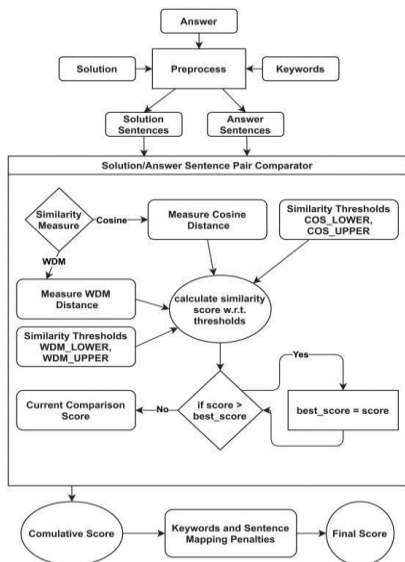 Answer
Solution
Preprocess
Keywords
Solution
Sentences
Answer
Sentences
Solution/Answer Sentence Pair Comparator
Similarity
Measure
Cosine
Measure Cosine
Distance
Similarity Thresholds
COS_LOWER,
COS_UPPER
WDM
Measure WDM
Distance
calculate similarity
score w.r.t.
thresholds
Similarity Thresholds
WDM_LOWER,
WDM_UPPER
Yes
Current Comparison
Score
No
if score >
best_score
best_score = score
Comulative Score
Keywords and Sentence
Mapping Penalties
Final Score